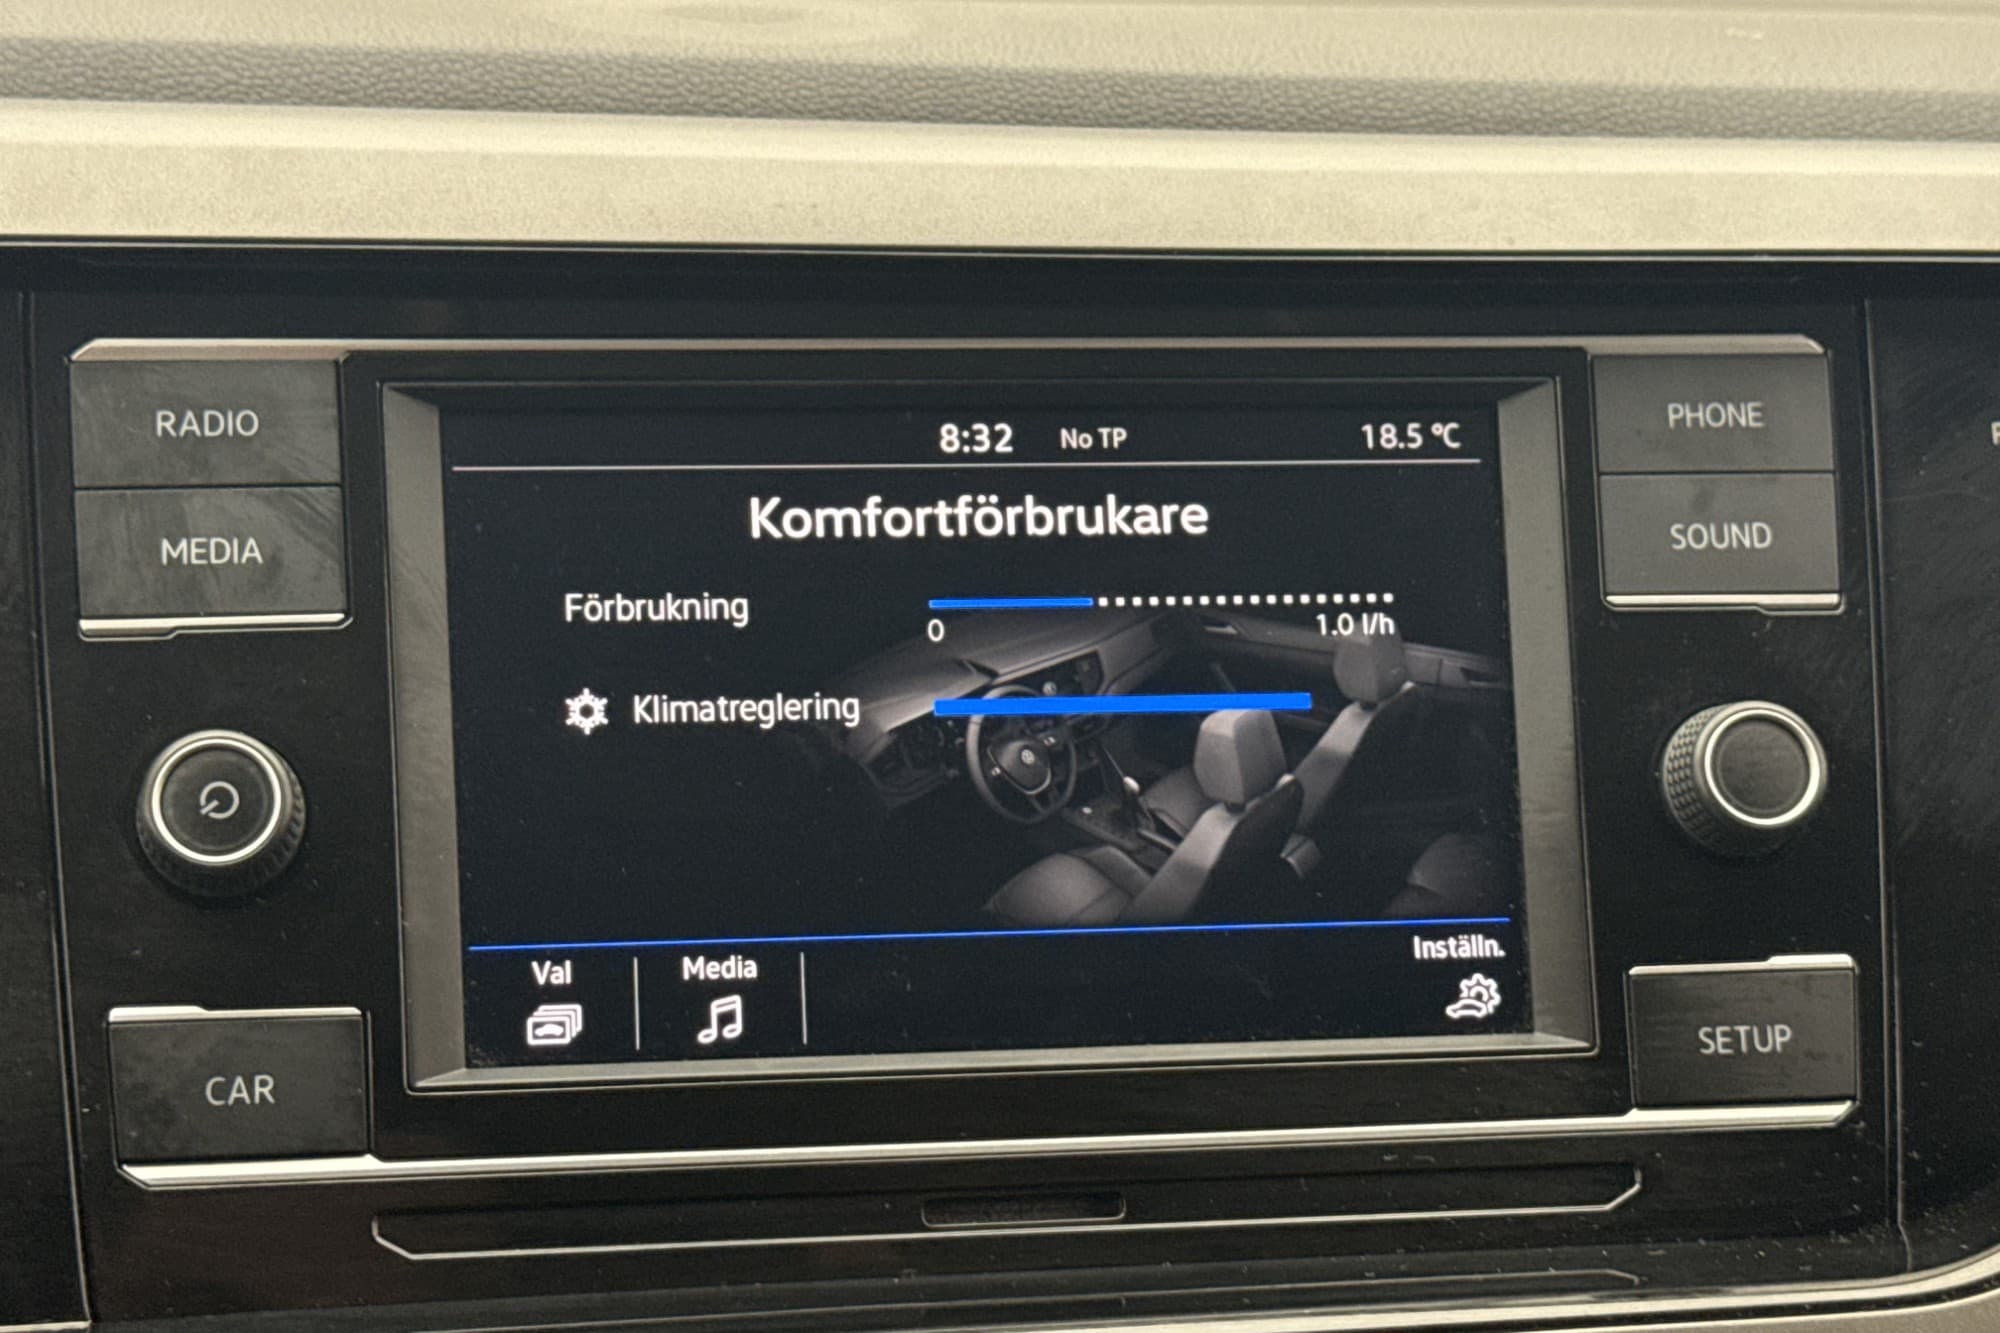 RADIO
MEDIA
CAR
8:32 No TP 18.5 °C
Komfortförbrukare
Förbrukning
0 1.0 l/h
Klimatreglering
Val Media Inställn.
PHONE
SOUND
SETUP